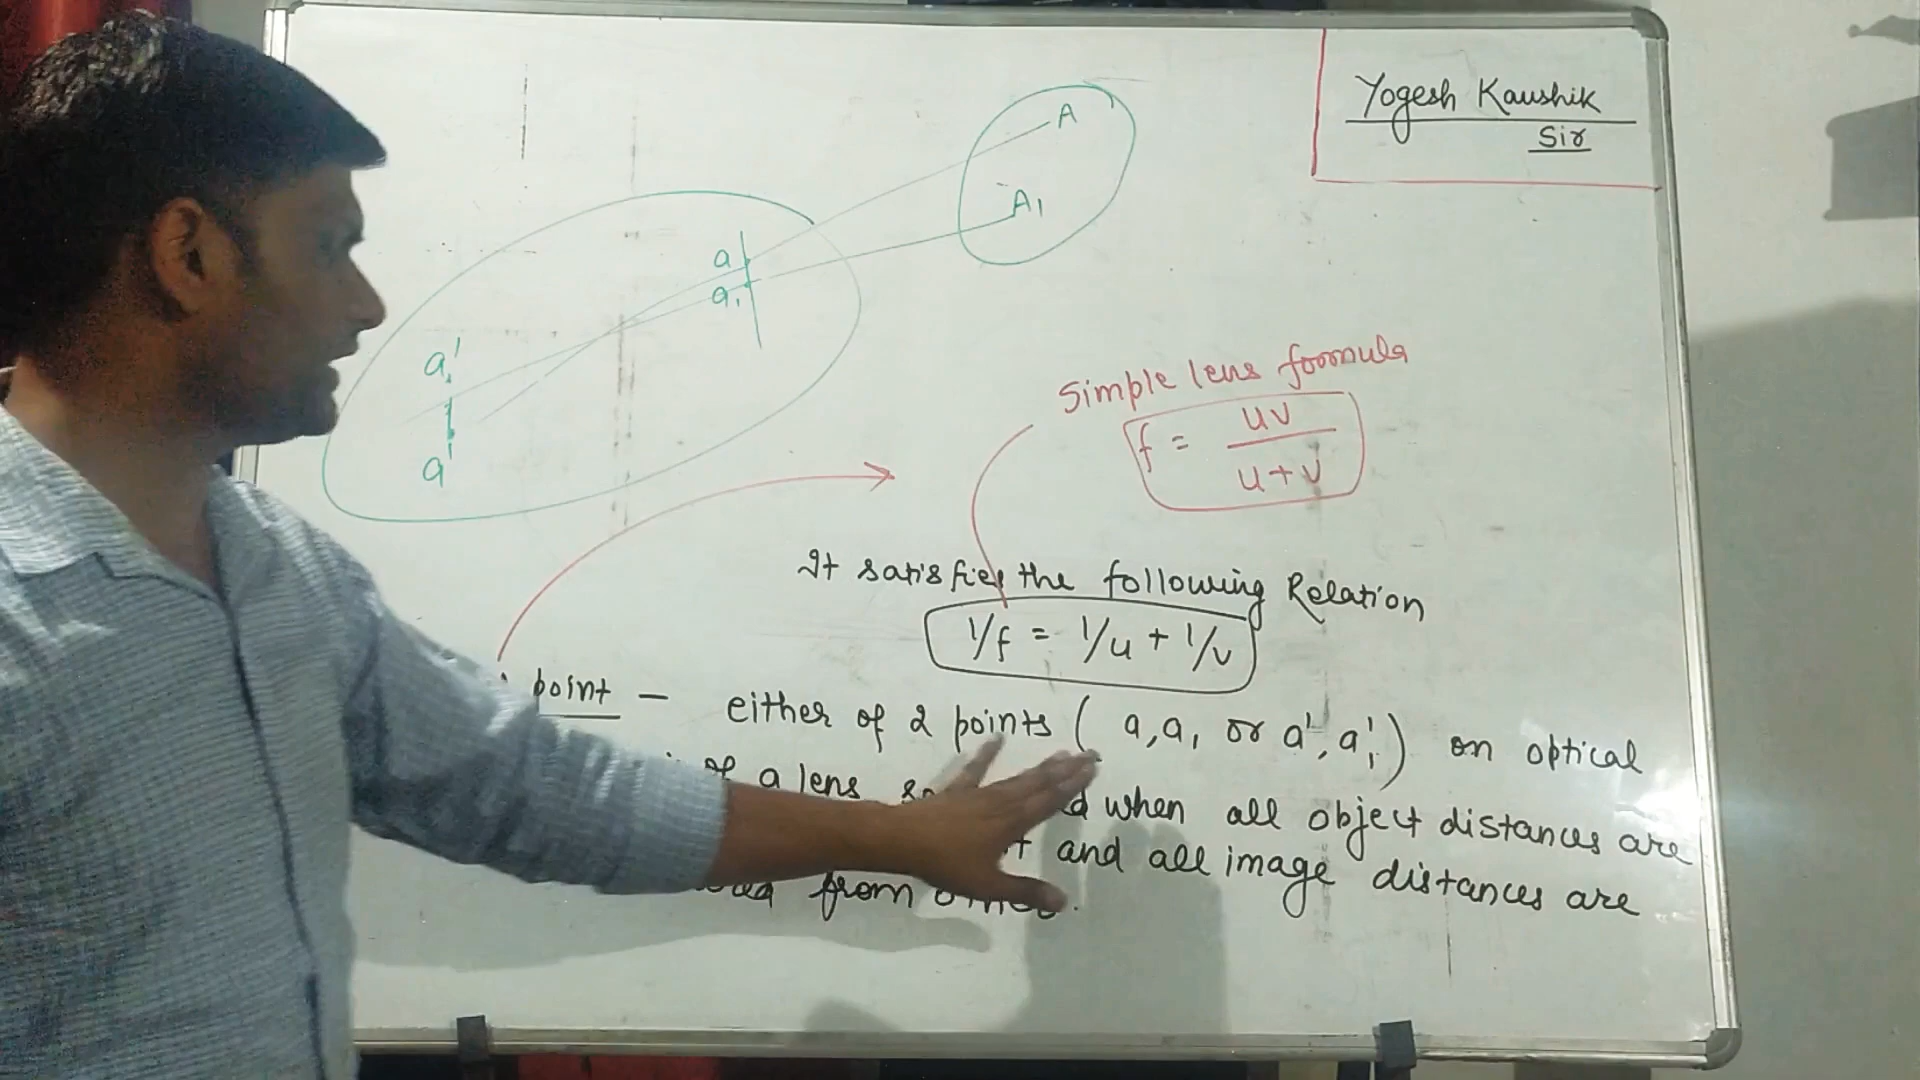 Yogesh Kaushik
Sir
A
A1
a
a1
a1'
a'
Simple lens formula
f = uv / u+v
It satisfies the following Relation
1/f = 1/u + 1/v
point - either of 2 points ( a, a1 or a', a1' ) on optical
of a lens when all object distances are
and all image distances are
from other.